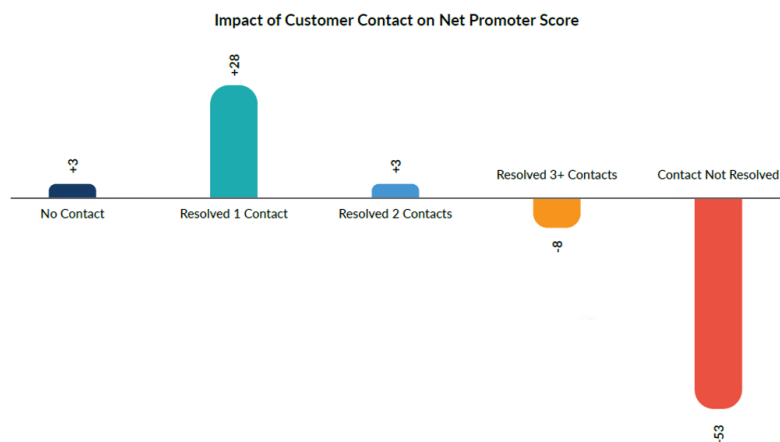 Impact of Customer Contact on Net Promoter Score
+28
+3
+3
Resolved 3+ Contacts
Contact Not Resolved
No Contact
Resolved 1 Contact
Resolved 2 Contacts
-8
-53